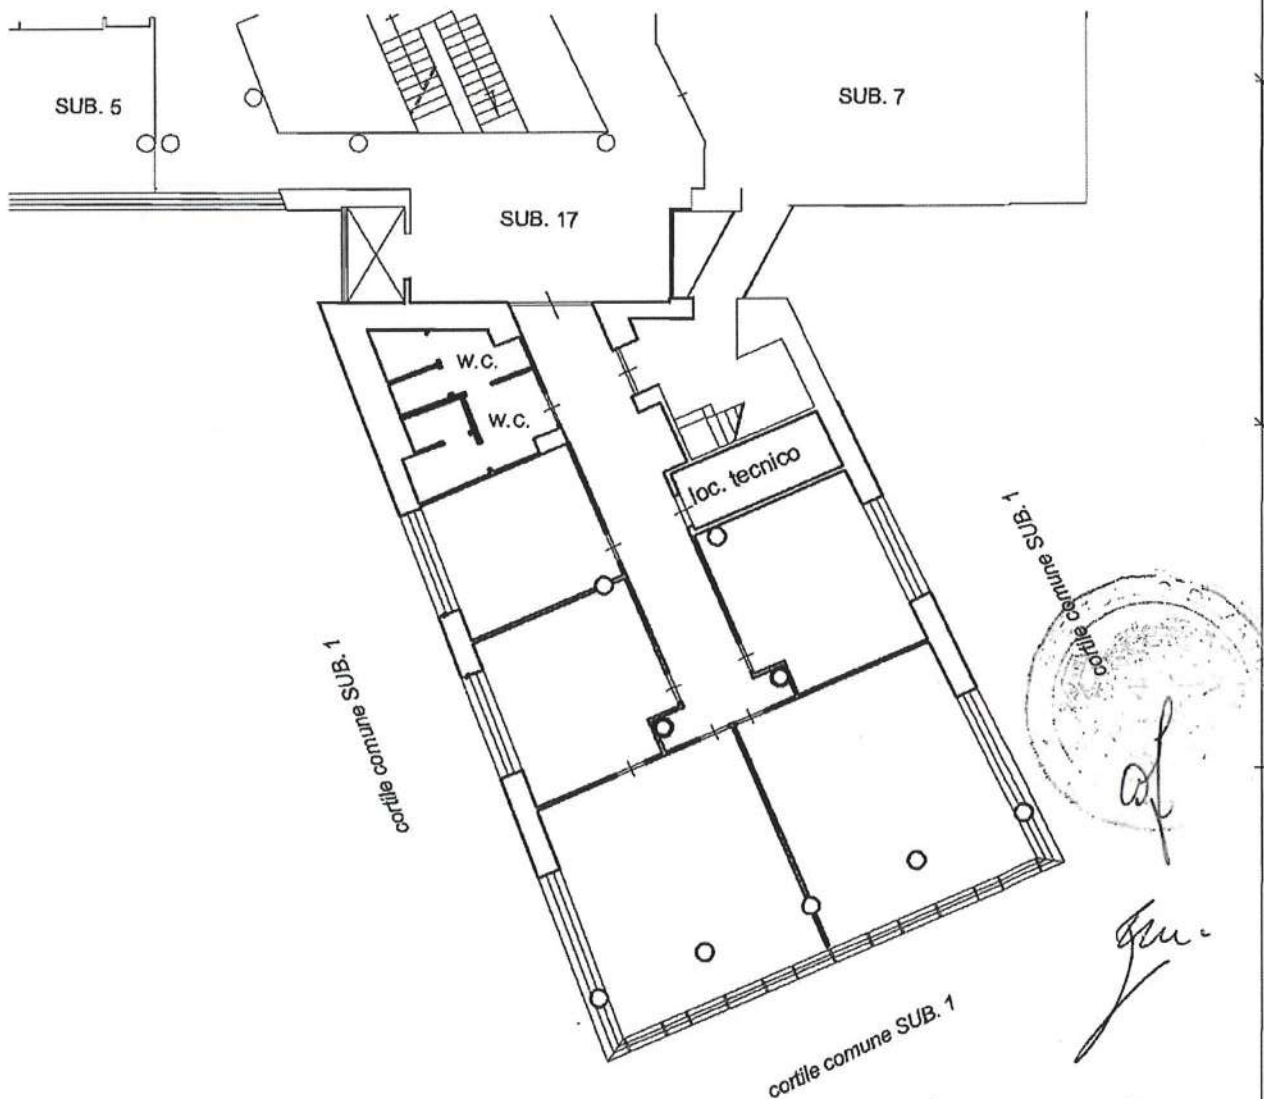 SUB. 5
SUB. 7
SUB. 17
W.C.
W.C.
loc. tecnico
cortile comune SUB. 1
cortile comune SUB. 1
cortile comune SUB. 1